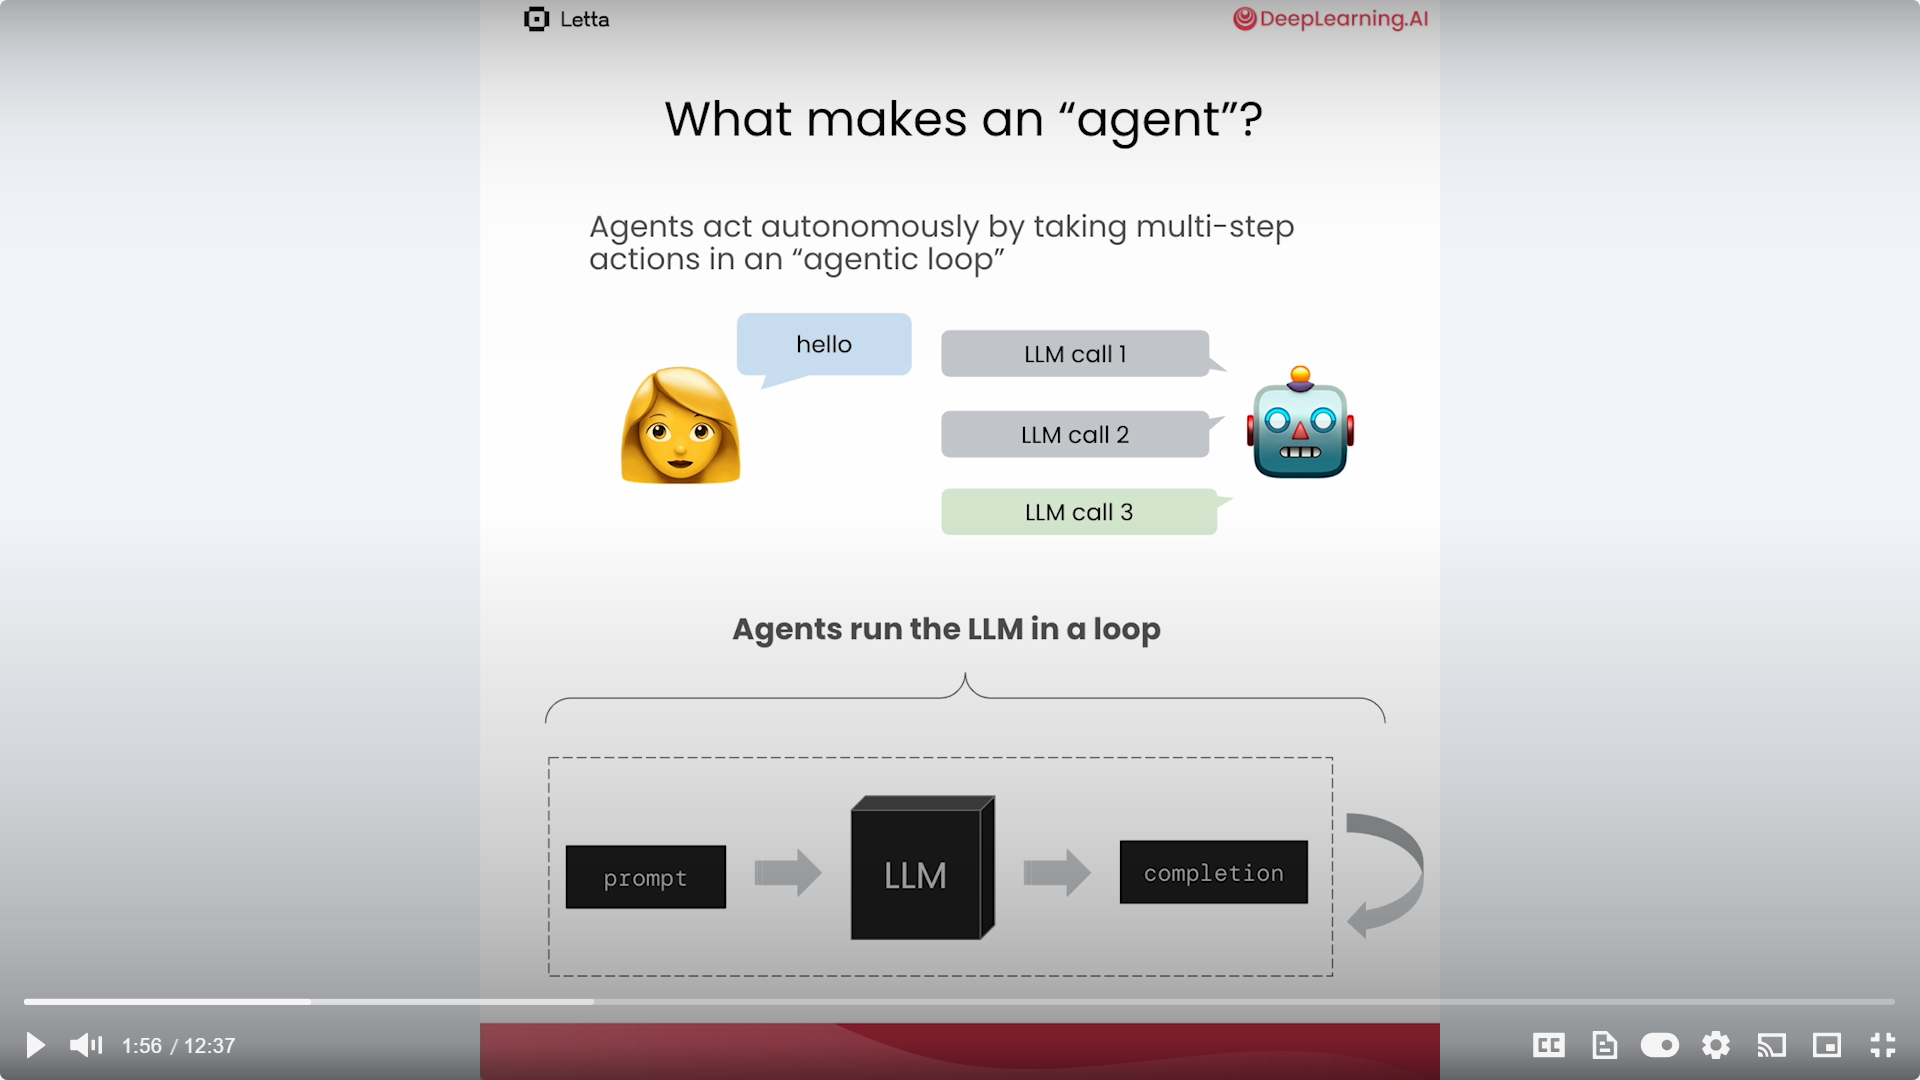 Letta
DeepLearning.AI
What makes an “agent”?
Agents act autonomously by taking multi-step
actions in an “agentic loop”
hello
LLM call 1
LLM call 2
LLM call 3
Agents run the LLM in a loop
prompt
LLM
completion
1:56 / 12:37
CC